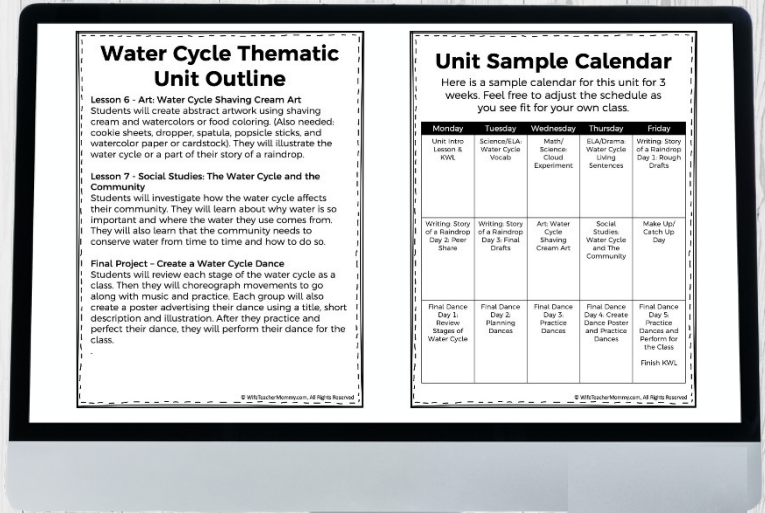 Water Cycle Thematic
Unit Outline
Lesson 6 - Art: Water Cycle Shaving Cream Art
Students will create abstract artwork using shaving
cream and watercolors or food coloring. (Also needed:
cookie sheets, dropper, spatula, popsicle sticks, and
watercolor paper or cardstock). They will illustrate the
water cycle or a part of their story of a raindrop.
Lesson 7 - Social Studies: The Water Cycle and the
Community
Students will investigate how the water cycle affects
their community. They will learn about why water is so
important and where the water they use comes from.
They will also learn that the community needs to
conserve water from time to time and how to do so.
Final Project – Create a Water Cycle Dance
Students will review each stage of the water cycle as a
class. Then they will choreograph movements to go
along with music and practice. Each group will also
create a poster advertising their dance using a title, short
description and illustration. After they practice and
perfect their dance, they will perform their dance for the
class.
.
© WifeTeacherMommy.com, All Rights Reserved
Unit Sample Calendar
Here is a sample calendar for this unit for 3
weeks. Feel free to adjust the schedule as
you see fit for your own class.
Monday Tuesday Wednesday Thursday Friday
Unit Intro
Lesson &
KWL
Science/ELA:
Water Cycle
Vocab
Math/
Science:
Cloud
Experiment
ELA/Drama:
Water Cycle
Living
Sentences
Writing: Story
of a Raindrop
Day 1: Rough
Drafts
Writing: Story
of a Raindrop
Day 2: Peer
Share
Writing: Story
of a Raindrop
Day 3: Final
Drafts
Art: Water
Cycle
Shaving
Cream Art
Social
Studies:
Water Cycle
and The
Community
Make Up/
Catch Up
Day
Final Dance
Day 1:
Review
Stages of
Water Cycle
Final Dance
Day 2:
Planning
Dances
Final Dance
Day 3:
Practice
Dances
Final Dance
Day 4: Create
Dance Poster
and Practice
Dances
Final Dance
Day 5:
Practice
Dances and
Perform for
the Class
Finish KWL
© WifeTeacherMommy.com, All Rights Reserved